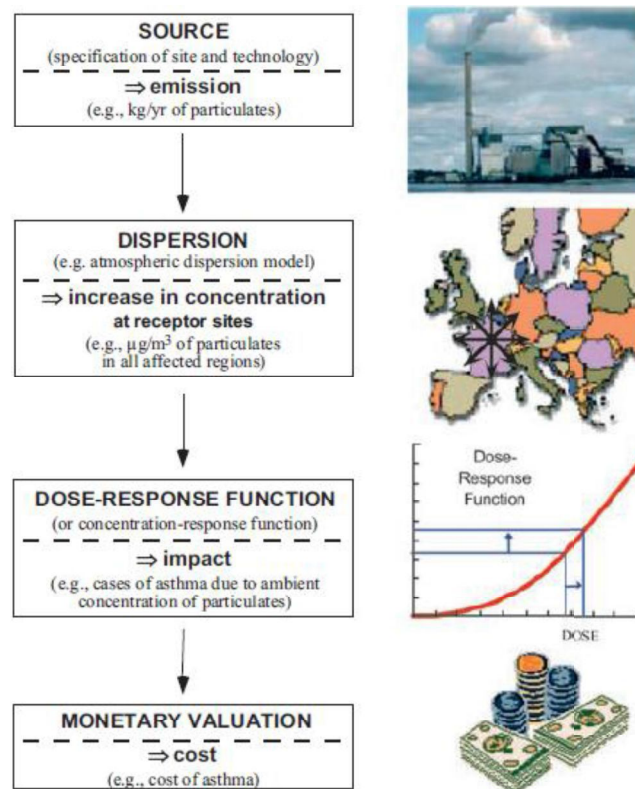 SOURCE
(specification of site and technology)
⇒ emission
(e.g., kg/yr of particulates)
DISPERSION
(e.g. atmospheric dispersion model)
⇒ increase in concentration
at receptor sites
(e.g., µg/m³ of particulates
in all affected regions)
DOSE-RESPONSE FUNCTION
(or concentration-response function)
⇒ impact
(e.g., cases of asthma due to ambient
concentration of particulates)
MONETARY VALUATION
⇒ cost
(e.g., cost of asthma)
Dose-
Response
Function
DOSE